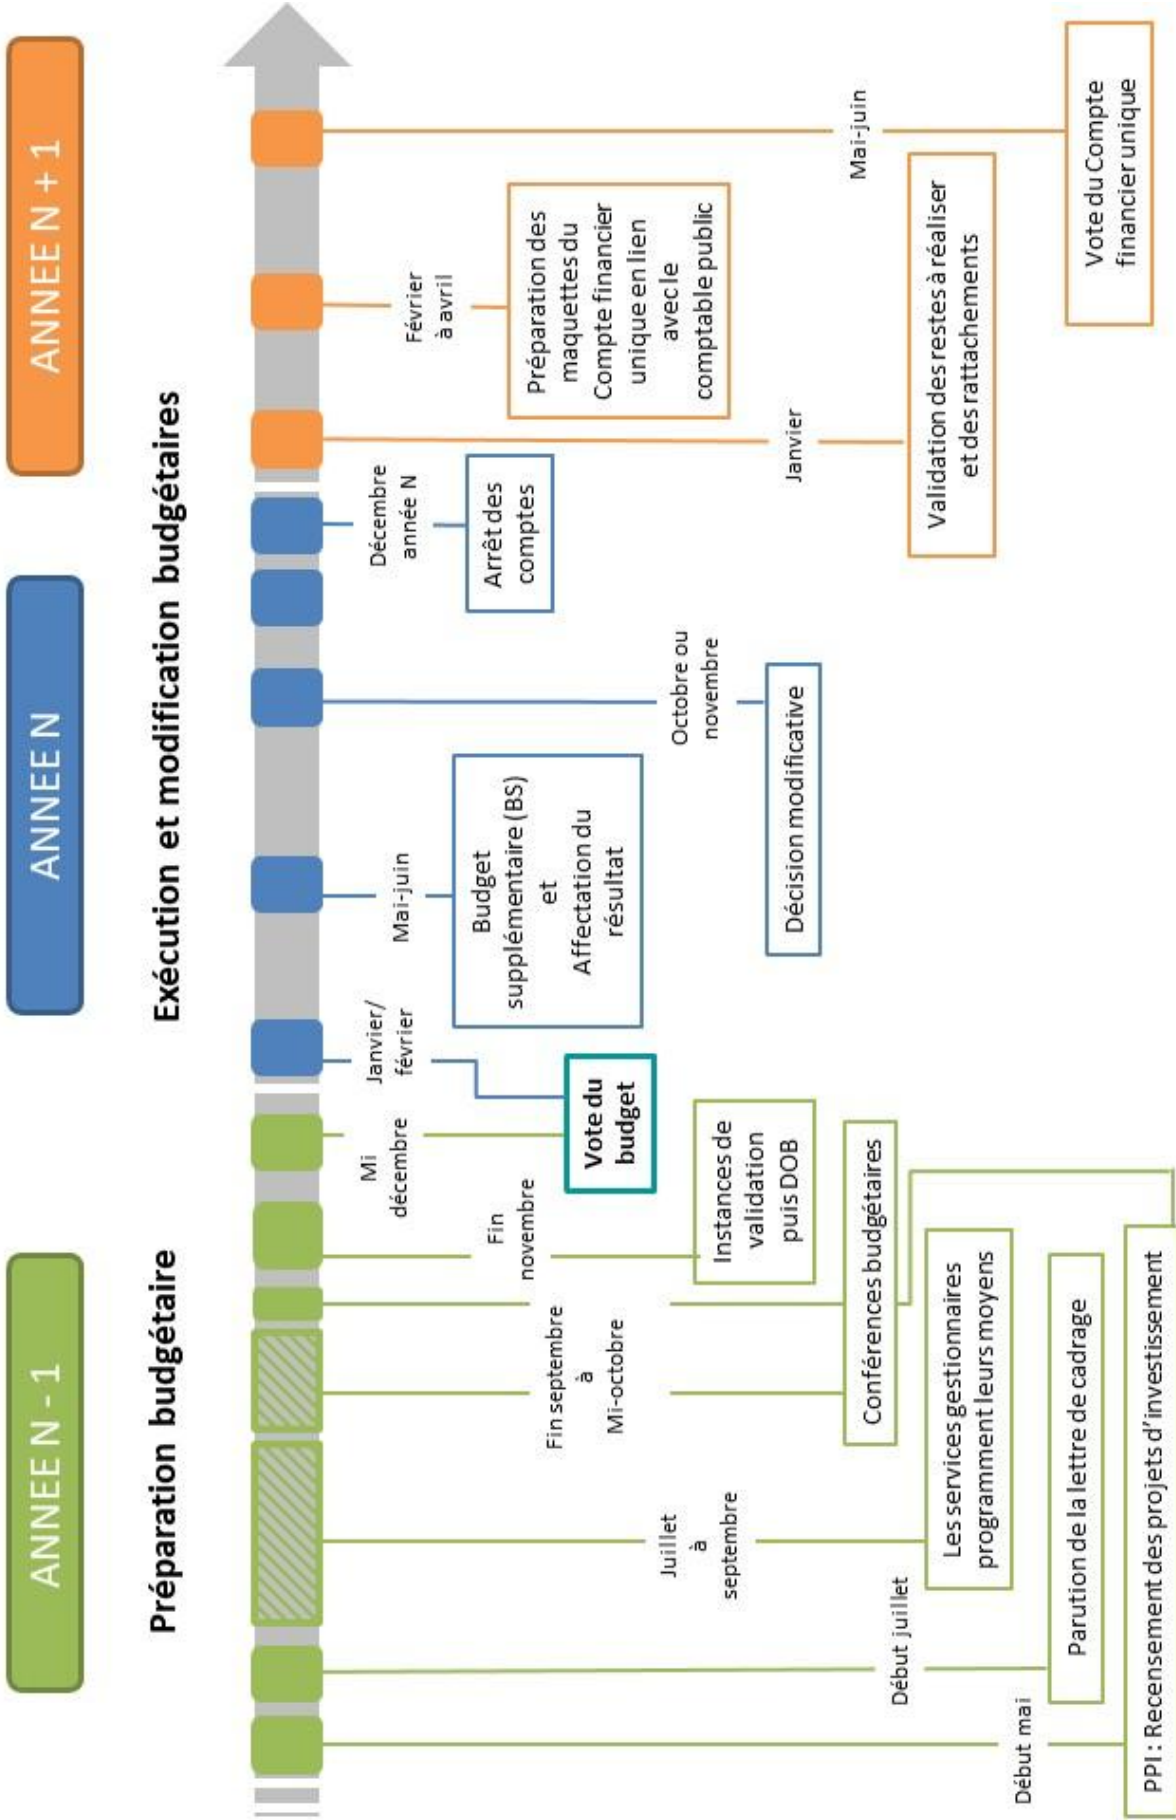 ANNEE N - 1
ANNEE N
ANNEE N + 1
Préparation budgétaire
Exécution et modification budgétaires
Début mai
PPI : Recensement des projets d'investissement
Début juillet
Parution de la lettre de cadrage
Juillet
à
septembre
Les services gestionnaires
programment leurs moyens
Fin septembre
à
Mi-octobre
Conférences budgétaires
Fin
novembre
Instances de
validation
puis DOB
Mi
décembre
Vote du
budget
Janvier/
février
Mai-juin
Budget
supplémentaire (BS)
et
Affectation du
résultat
Octobre ou
novembre
Décision modificative
Décembre
année N
Arrêt des
comptes
Janvier
Validation des restes à réaliser
et des rattachements
Février
à avril
Préparation des
maquettes du
Compte financier
unique en lien
avec le
comptable public
Mai-juin
Vote du Compte
financier unique